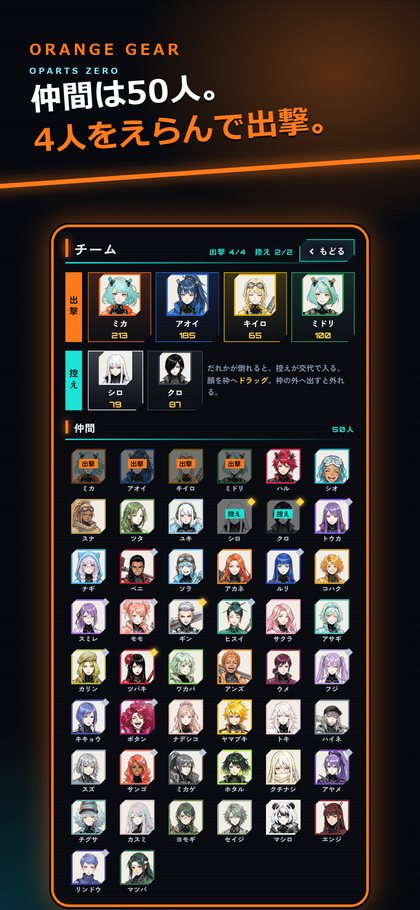 ORANGE GEAR
OPARTS ZERO
仲間は50人。
4人をえらんで出撃。
チーム
出撃 4/4 控え 2/2
く もどる
出撃
ミカ アオイ キイロ ミドリ
213 185 65 100
控え
シロ クロ
79 87
だれかが倒れると、控えが交代で入る。
顔を枠へドラッグ。枠の外へ出すと外れ
る。
仲間
50人
出撃 出撃 出撃 出撃
ミカ アオイ キイロ ミドリ ハル シオ
控え 控え
スナ ツタ ユキ シロ クロ トウカ
ナギ ベニ ソラ アカネ ルリ コハク
スミレ モモ ギン ヒスイ サクラ アサギ
カリン ツバキ ワカバ アンズ ウメ フジ
キキョウ ボタン ナデシコ ヤマブキ トキ ハイネ
スズ サンゴ ミカゲ ホタル クチナシ アヤメ
チグサ カスミ ヨモギ セイジ マシロ エンジ
リンドウ マツバ